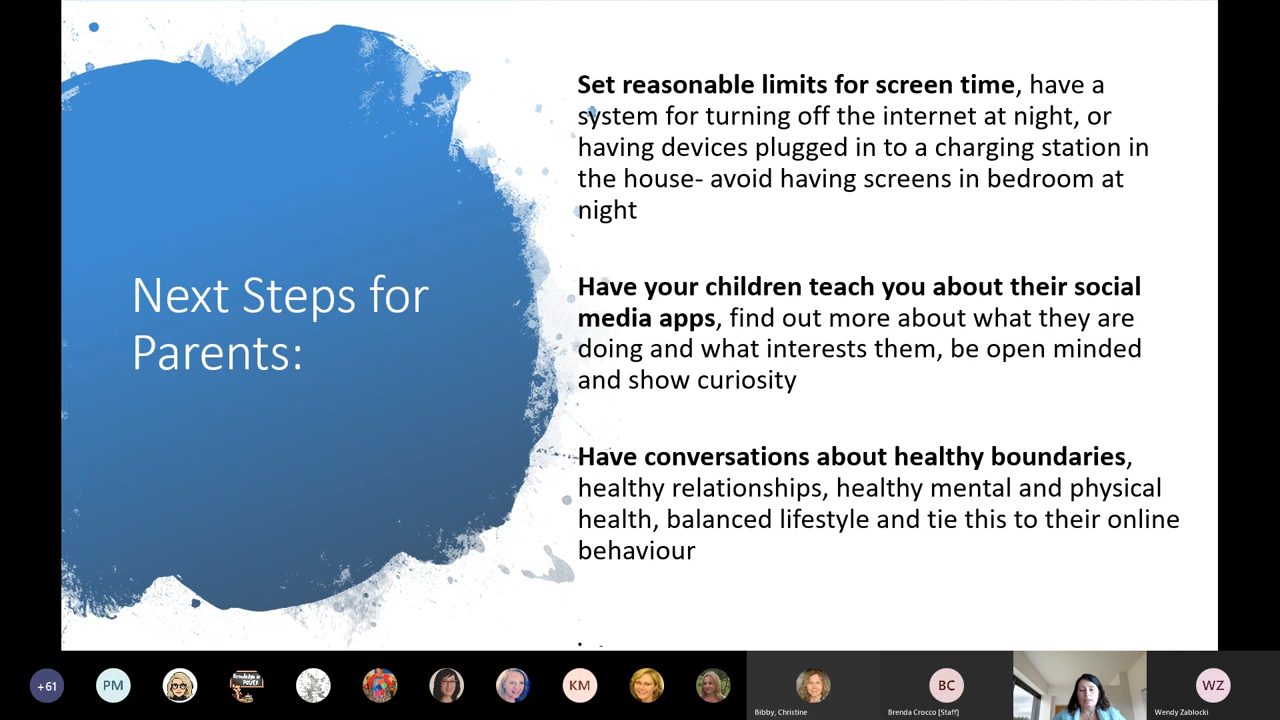 Next Steps for
Parents:
Set reasonable limits for screen time, have a
system for turning off the internet at night, or
having devices plugged in to a charging station in
the house- avoid having screens in bedroom at
night
Have your children teach you about their social
media apps, find out more about what they are
doing and what interests them, be open minded
and show curiosity
Have conversations about healthy boundaries,
healthy relationships, healthy mental and physical
health, balanced lifestyle and tie this to their online
behaviour
+61
PM
Knowledge is
POWER
KM
BC
WZ
Bibby, Christine
Brenda Crocco [Staff]
Wendy Zablocki